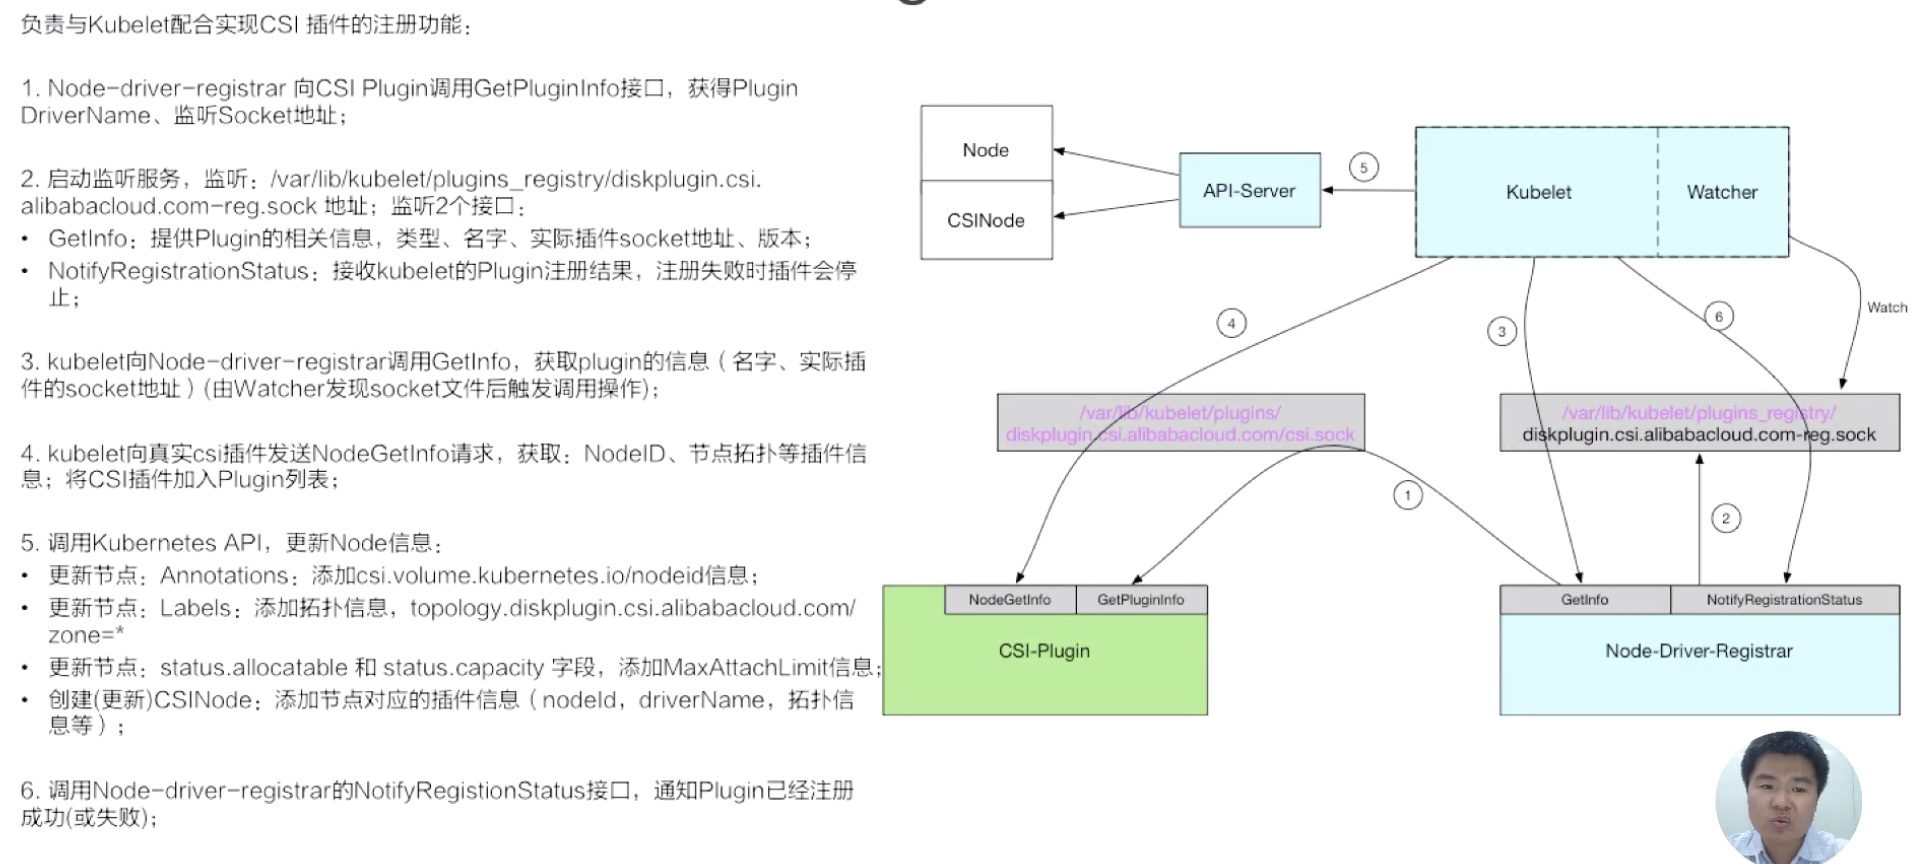 负责与Kubelet配合实现CSI 插件的注册功能：
1. Node-driver-registrar 向CSI Plugin调用GetPluginInfo接口，获得Plugin
DriverName、监听Socket地址；
2. 启动监听服务，监听：/var/lib/kubelet/plugins_registry/diskplugin.csi.
alibabacloud.com-reg.sock 地址；监听2个接口：
• GetInfo：提供Plugin的相关信息，类型、名字、实际插件socket地址、版本；
• NotifyRegistrationStatus：接收kubelet的Plugin注册结果，注册失败时插件会停
止；
3. kubelet向Node-driver-registrar调用GetInfo，获取plugin的信息（名字、实际插
件的socket地址）(由Watcher发现socket文件后触发调用操作)；
4. kubelet向真实csi插件发送NodeGetInfo请求，获取：NodeID、节点拓扑等插件信
息；将CSI插件加入Plugin列表；
5. 调用Kubernetes API，更新Node信息：
• 更新节点：Annotations：添加csi.volume.kubernetes.io/nodeid信息；
• 更新节点：Labels：添加拓扑信息，topology.diskplugin.csi.alibabacloud.com/
zone=*
• 更新节点：status.allocatable 和 status.capacity 字段，添加MaxAttachLimit信息；
• 创建(更新)CSINode：添加节点对应的插件信息（nodeId，driverName，拓扑信
息等）；
6. 调用Node-driver-registrar的NotifyRegistionStatus接口，通知Plugin已经注册
成功(或失败)；
Node
CSINode
API-Server
5
Kubelet
Watcher
4
3
6
Watch
/var/lib/kubelet/plugins/
diskplugin.csi.alibabacloud.com/csi.sock
/var/lib/kubelet/plugins_registry/
diskplugin.csi.alibabacloud.com-reg.sock
1
2
NodeGetInfo
GetPluginInfo
CSI-Plugin
GetInfo
NotifyRegistrationStatus
Node-Driver-Registrar